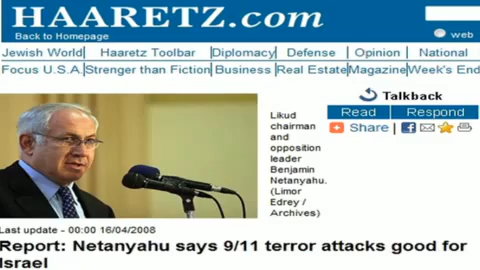 HAARETZ.com
Back to Homepage
web
Jewish World Haaretz Toolbar Diplomacy Defense Opinion National
Focus U.S.A. Stronger than Fiction Business Real Estate Magazine Week's End
Talkback
Read Respond
Share
Likud
chairman
and
opposition
leader
Benjamin
Netanyahu.
(Limor
Edrey /
Archives)
Last update - 00:00 16/04/2008
Report: Netanyahu says 9/11 terror attacks good for
Israel